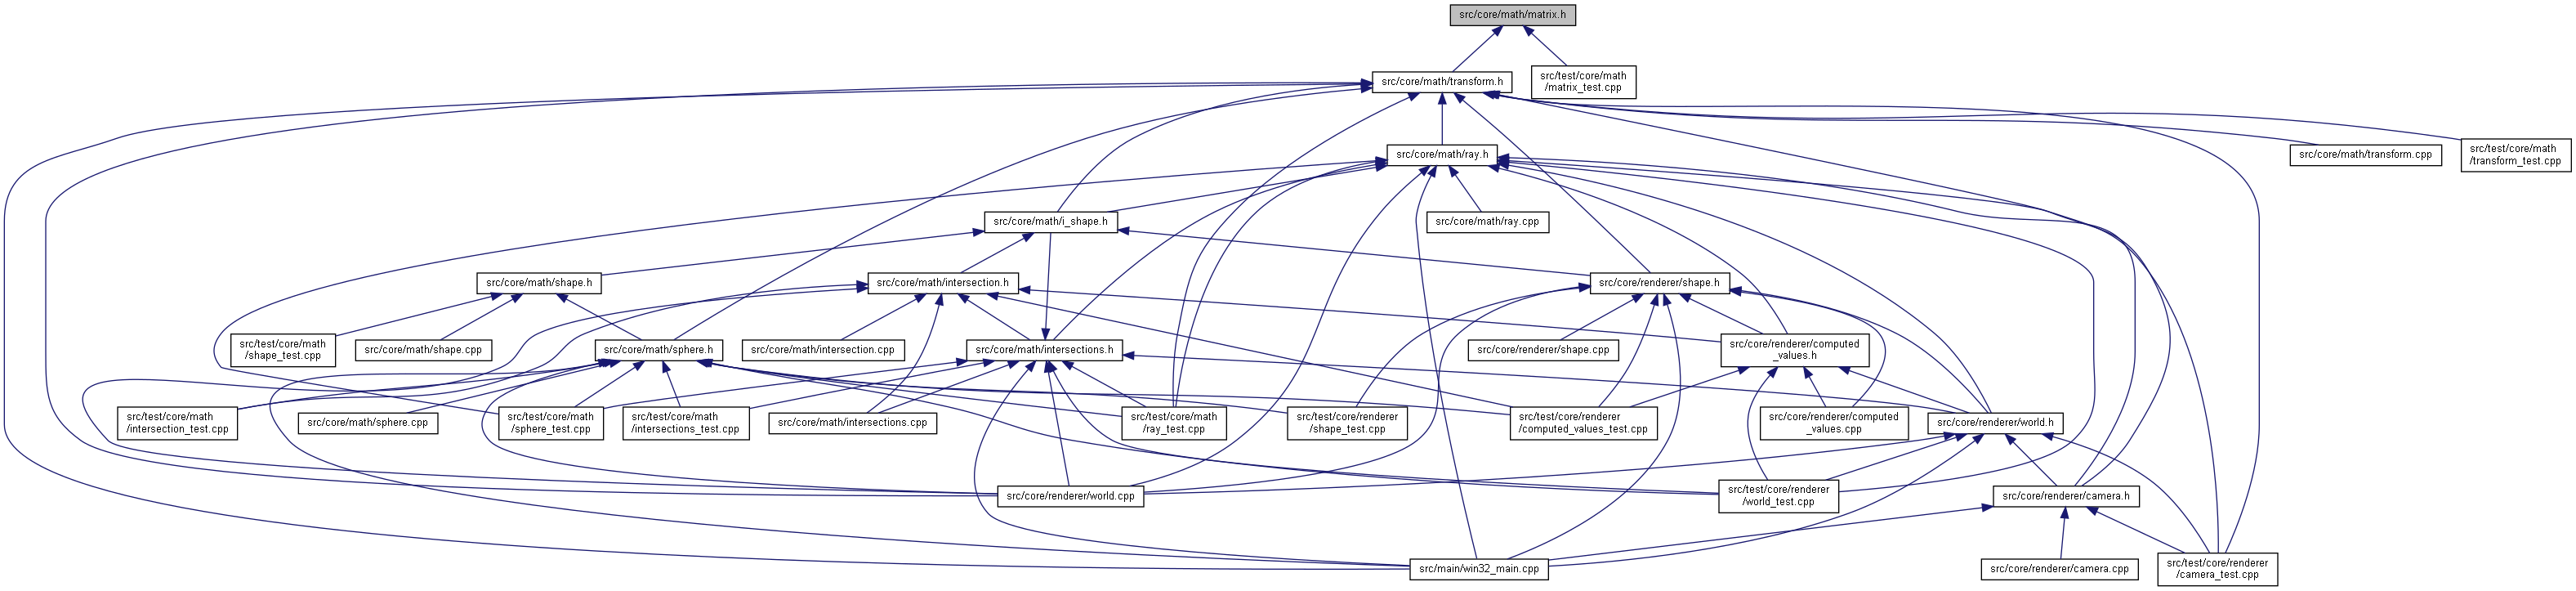 src/core/math/matrix.h
src/core/math/transform.h
src/test/core/math
/matrix_test.cpp
src/core/math/ray.h
src/core/math/transform.cpp
src/test/core/math
/transform_test.cpp
src/core/math/i_shape.h
src/core/math/ray.cpp
src/core/math/shape.h
src/core/math/intersection.h
src/core/renderer/shape.h
src/test/core/math
/shape_test.cpp
src/core/math/shape.cpp
src/core/math/sphere.h
src/core/math/intersection.cpp
src/core/math/intersections.h
src/core/renderer/shape.cpp
src/core/renderer/computed
_values.h
src/test/core/math
/intersection_test.cpp
src/core/math/sphere.cpp
src/test/core/math
/sphere_test.cpp
src/test/core/math
/intersections_test.cpp
src/core/math/intersections.cpp
src/test/core/math
/ray_test.cpp
src/test/core/renderer
/shape_test.cpp
src/test/core/renderer
/computed_values_test.cpp
src/core/renderer/computed
_values.cpp
src/core/renderer/world.h
src/core/renderer/world.cpp
src/test/core/renderer
/world_test.cpp
src/core/renderer/camera.h
src/main/win32_main.cpp
src/core/renderer/camera.cpp
src/test/core/renderer
/camera_test.cpp